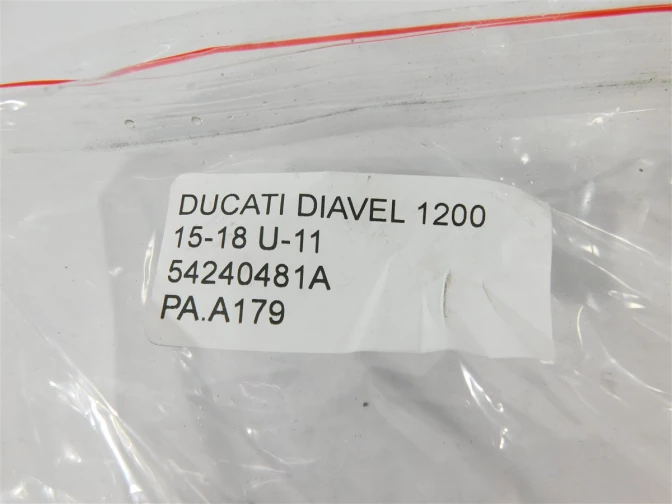 DUCATI DIAVEL 1200
15-18 U-11
54240481A
PA.A179